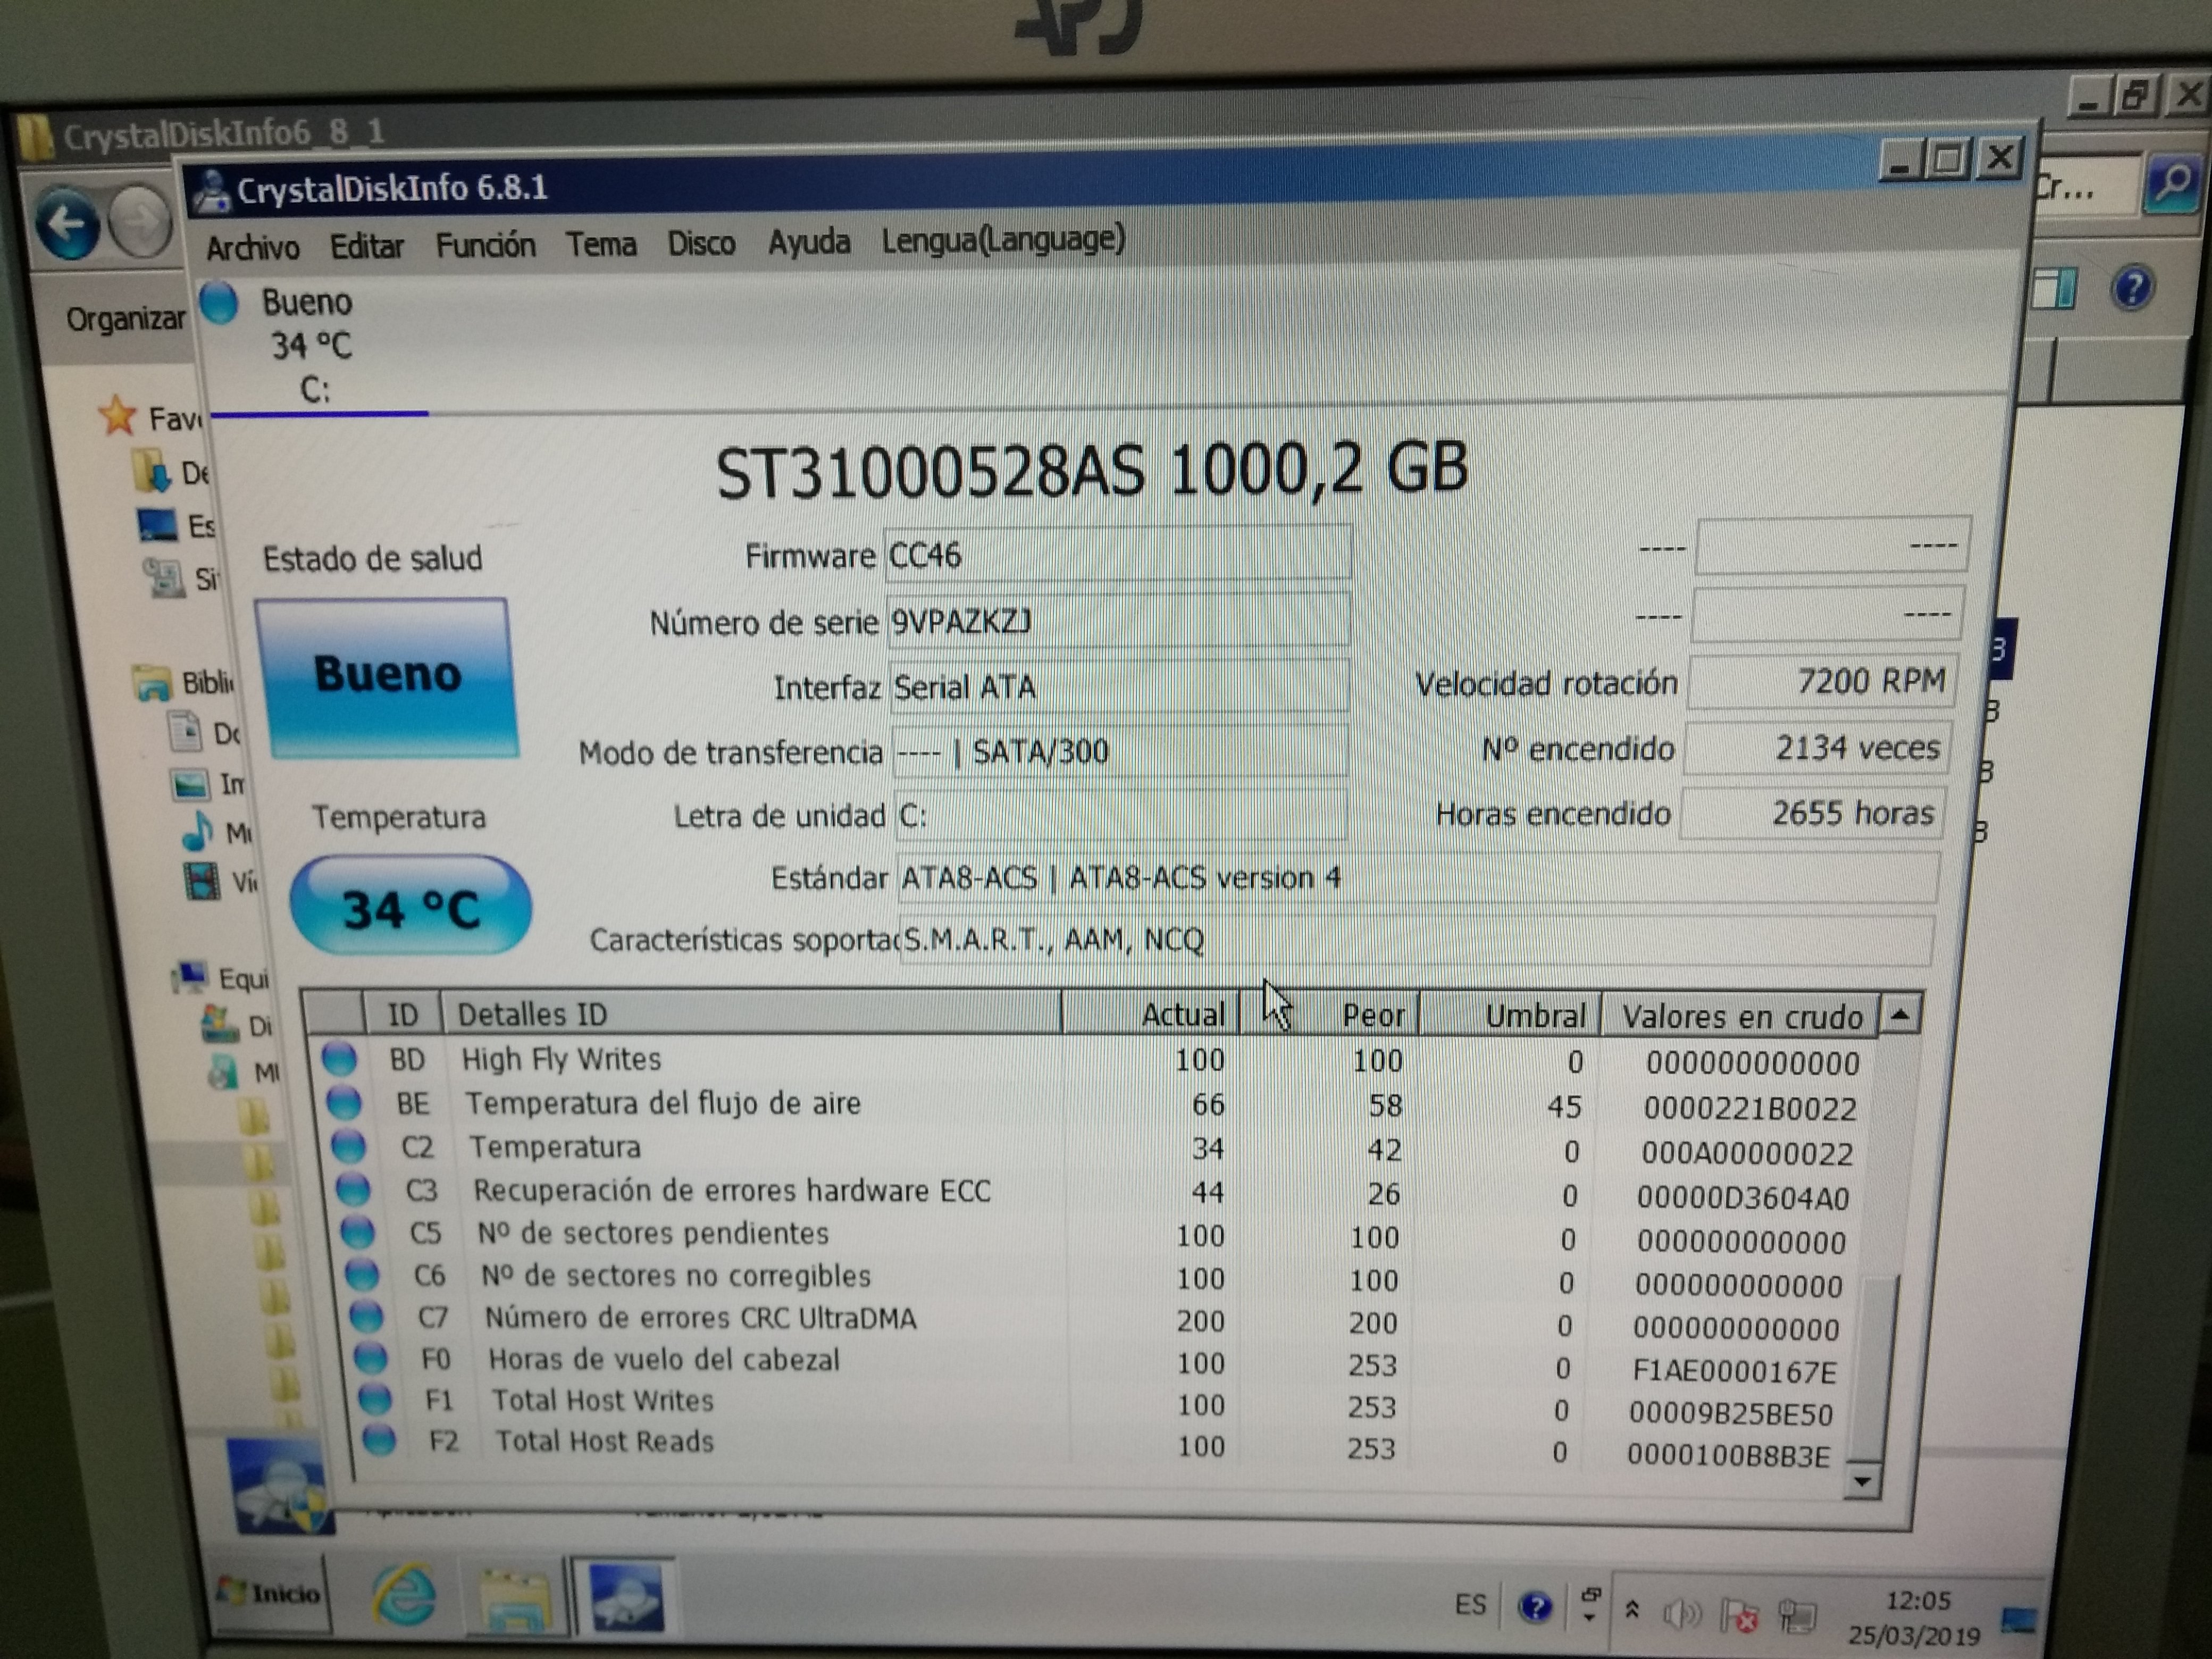 CrystalDiskInfo6_8_1
CrystalDiskInfo 6.8.1
Cr...
Archivo Editar Función Tema Disco Ayuda Lengua(Language)
Organizar
Bueno
34 °C
C:
Fav
De
Es
Si
Bibli
Do
Im
Mú
Ví
Equi
Di
ST31000528AS 1000,2 GB
Estado de salud
Bueno
Temperatura
34 °C
Firmware CC46
---- ----
Número de serie 9VPAZKZJ
---- ----
Interfaz Serial ATA
Velocidad rotación 7200 RPM
Modo de transferencia ---- | SATA/300
Nº encendido 2134 veces
Letra de unidad C:
Horas encendido 2655 horas
Estándar ATA8-ACS | ATA8-ACS version 4
Características soporta S.M.A.R.T., AAM, NCQ
ID Detalles ID Actual Peor Umbral Valores en crudo
BD High Fly Writes 100 100 0 000000000000
BE Temperatura del flujo de aire 66 58 45 0000221B0022
C2 Temperatura 34 42 0 000A00000022
C3 Recuperación de errores hardware ECC 44 26 0 00000D3604A0
C5 Nº de sectores pendientes 100 100 0 000000000000
C6 Nº de sectores no corregibles 100 100 0 000000000000
C7 Número de errores CRC UltraDMA 200 200 0 000000000000
F0 Horas de vuelo del cabezal 100 253 0 F1AE0000167E
F1 Total Host Writes 100 253 0 00009B25BE50
F2 Total Host Reads 100 253 0 0000100B8B3E
Inicio
ES
12:05
25/03/2019